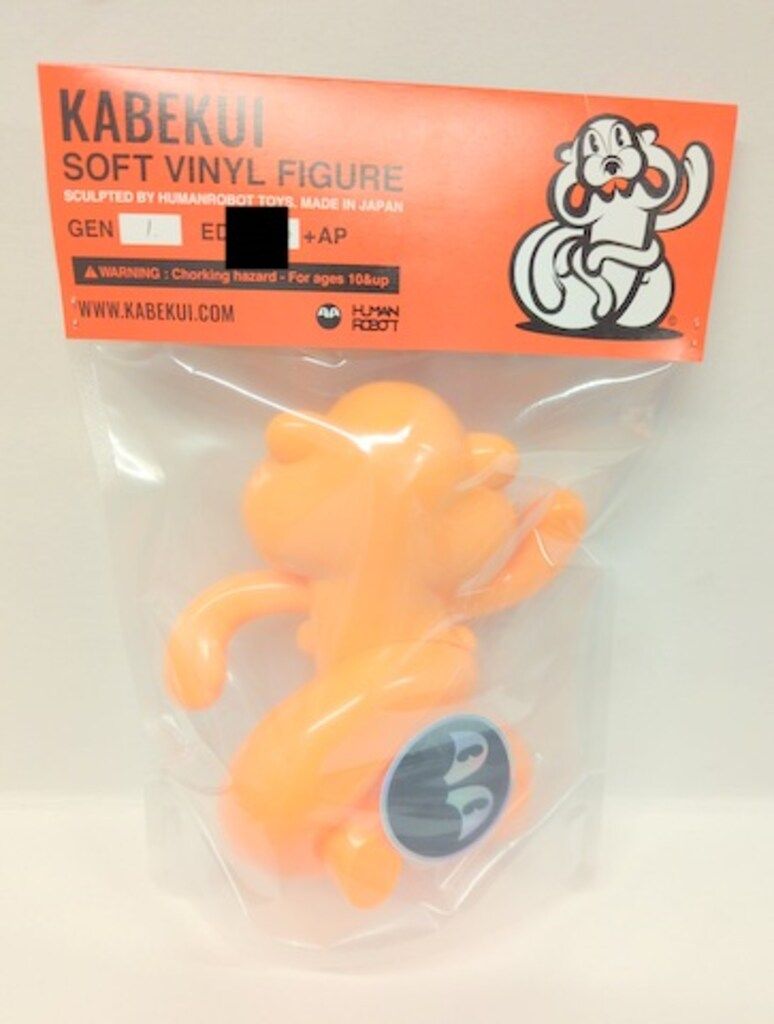 KABEKUI
SOFT VINYL FIGURE
SCULPTED BY HUMANROBOT TOYS. MADE IN JAPAN
GEN 1. ED +AP
⚠WARNING : Chorking hazard - For ages 10&up
WWW.KABEKUI.COM
HUMAN
ROBOT
©